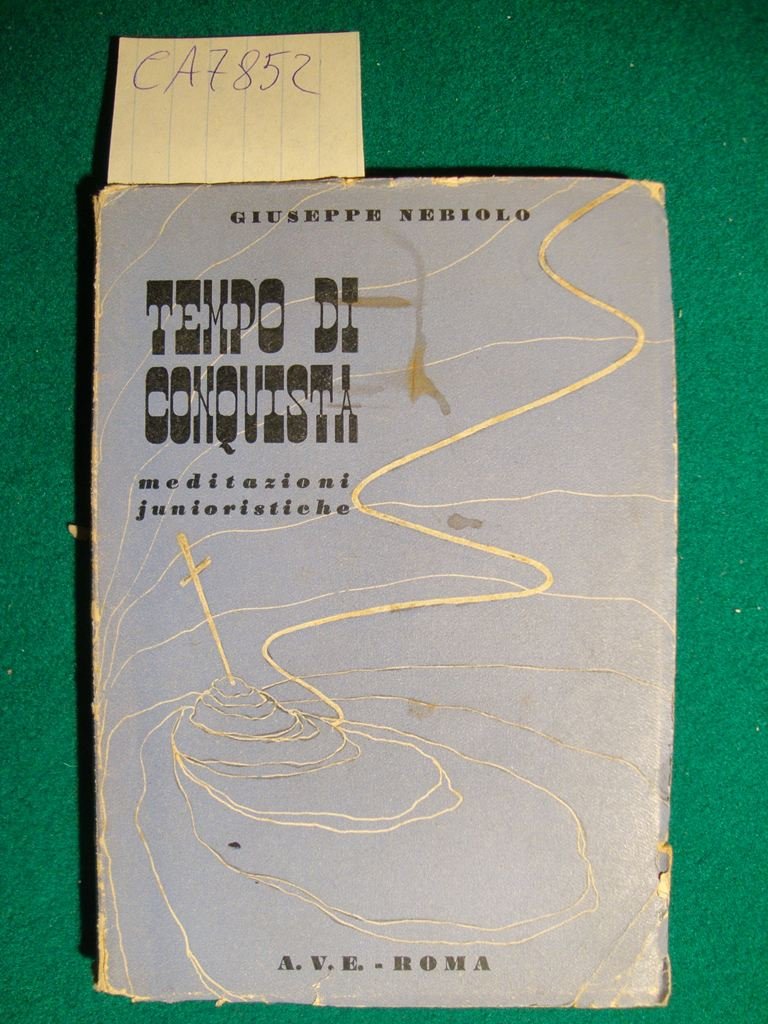 CA7852
GIUSEPPE NEBIOLO
TEMPO DI
CONQUISTA
meditazioni
junioristiche
A.V.E. - ROMA